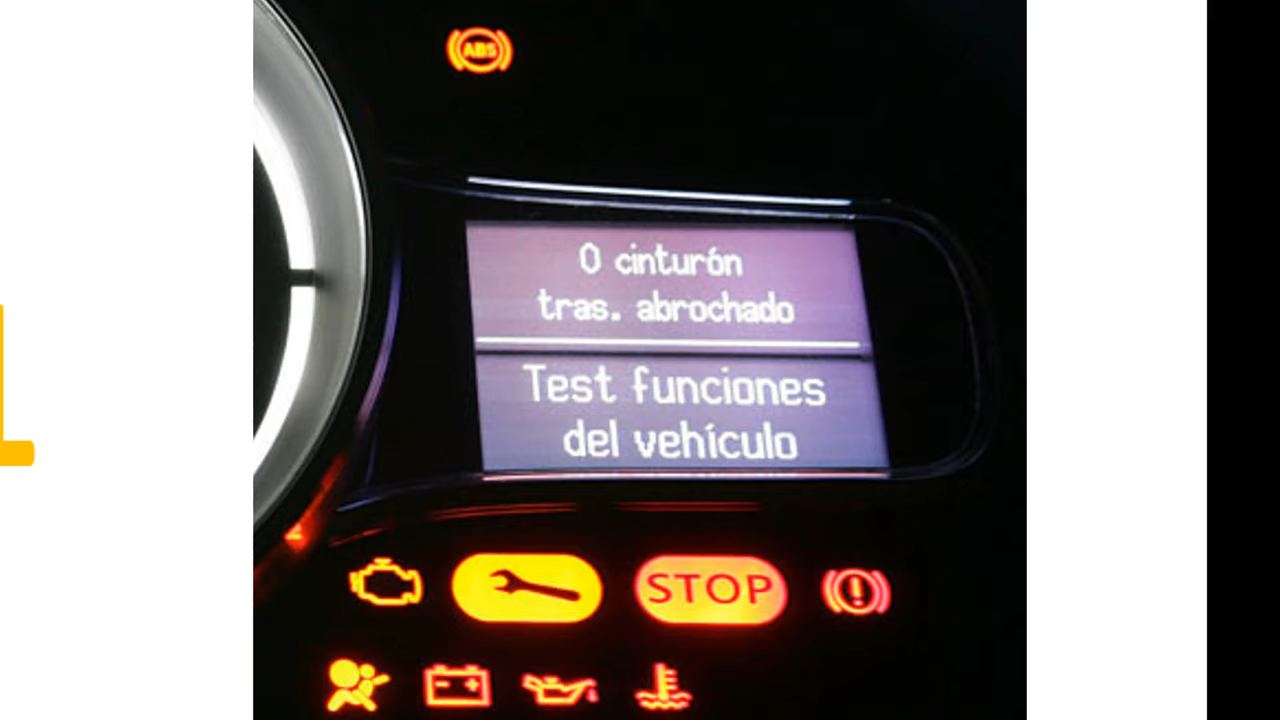 ABS
0 cinturón
tras. abrochado
Test funciones
del vehículo
STOP